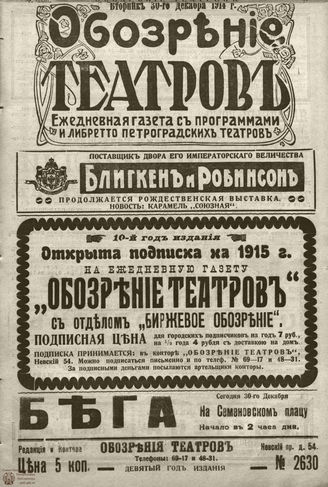 Вторникъ 30-го Декабря 1914 г.
Обозрѣніе
ТЕАТРОВЪ
Ежедневная газета съ программами
и либретто петроградскихъ театровъ
ПОСТАВЩИКЪ ДВОРА ЕГО ИМПЕРАТОРСКАГО ВЕЛИЧЕСТВА
Блигкенъ и Робинсонъ
ПРОДОЛЖАЕТСЯ РОЖДЕСТВЕНСКАЯ ВЫСТАВКА.
НОВОСТЬ: КАРАМЕЛЬ „СОЮЗНАЯ“.
10-й годъ изданія
Открыта подписка на 1915 г.
НА ЕЖЕДНЕВНУЮ ГАЗЕТУ
„ОБОЗРѢНІЕ ТЕАТРОВЪ“
съ отдѣломъ „БИРЖЕВОЕ ОБОЗРѢНІЕ“
ПОДПИСНАЯ ЦѢНА для городскихъ подписчиковъ на годъ 7 руб.,
на ½ года 4 рубля съ доставкою на домъ.
ПОДПИСКА ПРИНИМАЕТСЯ: въ конторѣ „ОБОЗРѢНІЕ ТЕАТРОВЪ“,
Невскій 54. Можно подписаться письменно и по телеф. № 69—17 и 48—31.
За подписными деньгами посылаются артельщики конторы.
БѢГА
Сегодня 30-го Декабря
На Семеновскомъ плацу
Начало въ 2 часа дня.
Редакція и контора
ОБОЗРѢНІЯ ТЕАТРОВЪ
Невскій пр. д. 54.
Цѣна 5 коп.
Телефоны: 69-17 и 48-31.
ДЕВЯТЫЙ ГОДЪ ИЗДАНІЯ
№ 2630